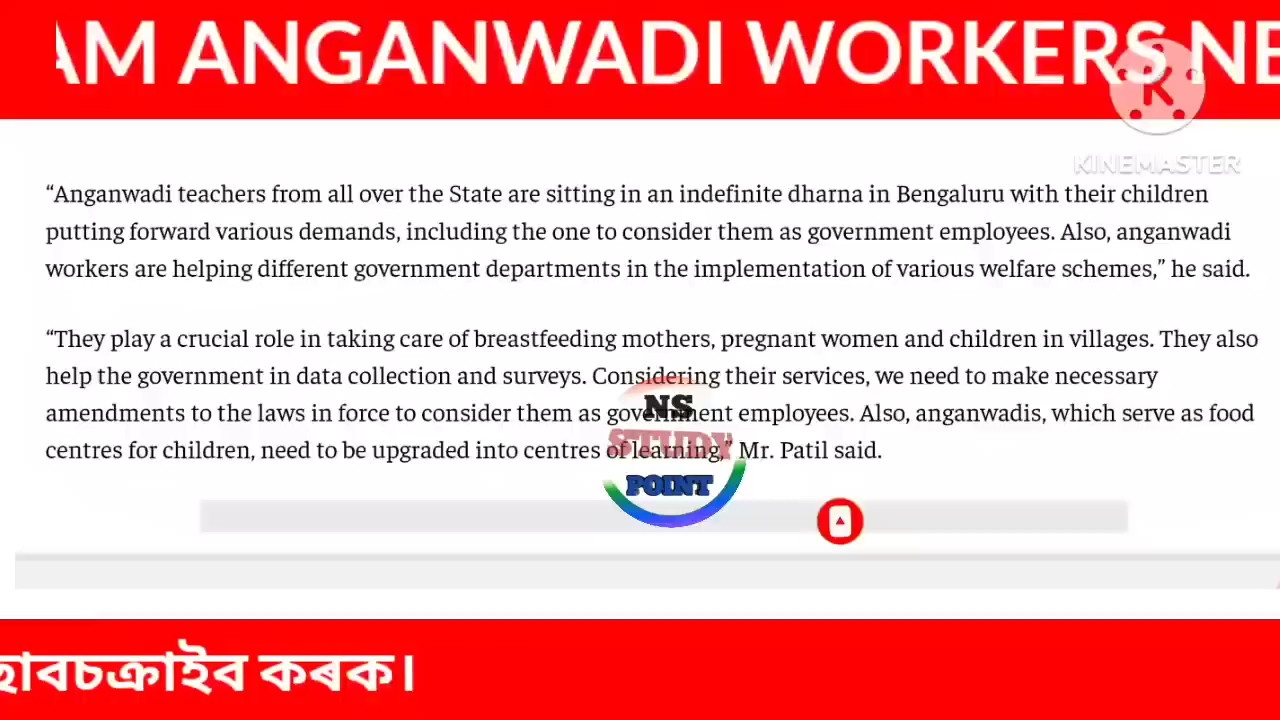 AM ANGANWADI WORKERS NE
K
KINEMASTER
“Anganwadi teachers from all over the State are sitting in an indefinite dharna in Bengaluru with their children
putting forward various demands, including the one to consider them as government employees. Also, anganwadi
workers are helping different government departments in the implementation of various welfare schemes,” he said.
“They play a crucial role in taking care of breastfeeding mothers, pregnant women and children in villages. They also
help the government in data collection and surveys. Considering their services, we need to make necessary
amendments to the laws in force to consider them as government employees. Also, anganwadis, which serve as food
centres for children, need to be upgraded into centres of learning,” Mr. Patil said.
NS
STUDY
POINT
ছাবচক্ৰাইব কৰক।